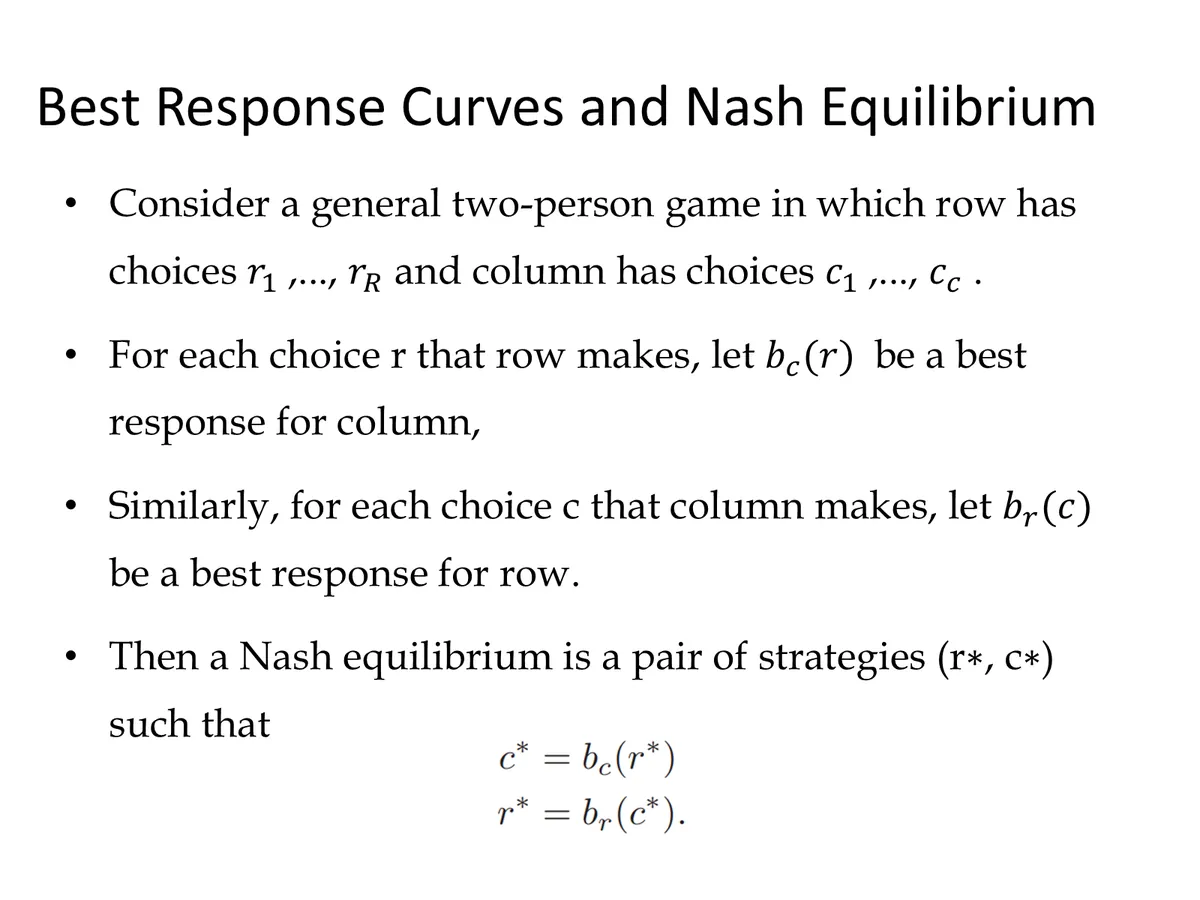 Best Response Curves and Nash Equilibrium
• Consider a general two-person game in which row has
choices r₁ ,..., r_R and column has choices c₁ ,..., c_c .
• For each choice r that row makes, let b_c(r) be a best
response for column,
• Similarly, for each choice c that column makes, let b_r(c)
be a best response for row.
• Then a Nash equilibrium is a pair of strategies (r∗, c∗)
such that
c* = b_c(r*)
r* = b_r(c*).